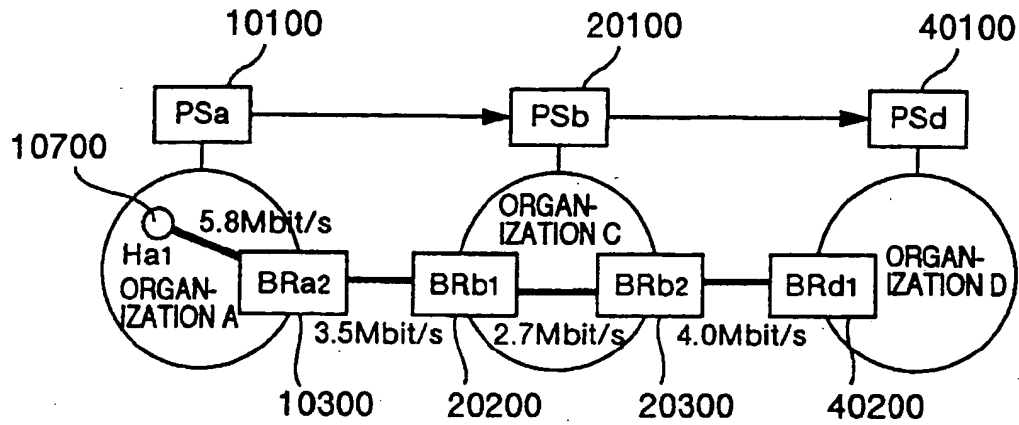 10100
20100
40100
PSa
PSb
PSd
10700
5.8Mbit/s
ORGAN-
IZATION C
Ha1
ORGAN-
IZATION A
BRa2
BRb1
BRb2
BRd1
ORGAN-
IZATION D
3.5Mbit/s
2.7Mbit/s
4.0Mbit/s
10300
20200
20300
40200